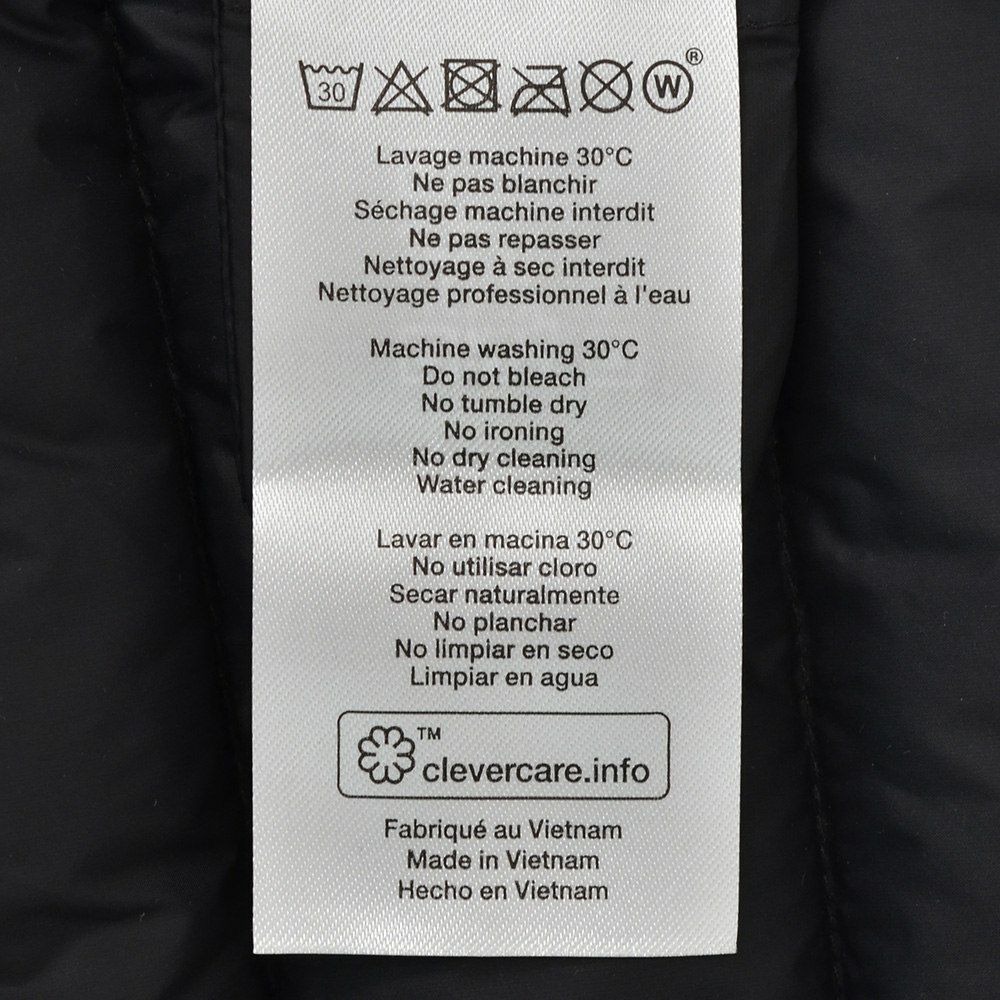 30 W ®
Lavage machine 30°C
Ne pas blanchir
Séchage machine interdit
Ne pas repasser
Nettoyage à sec interdit
Nettoyage professionnel à l'eau
Machine washing 30°C
Do not bleach
No tumble dry
No ironing
No dry cleaning
Water cleaning
Lavar en macina 30°C
No utilisar cloro
Secar naturalmente
No planchar
No limpiar en seco
Limpiar en agua
™ clevercare.info
Fabriqué au Vietnam
Made in Vietnam
Hecho en Vietnam